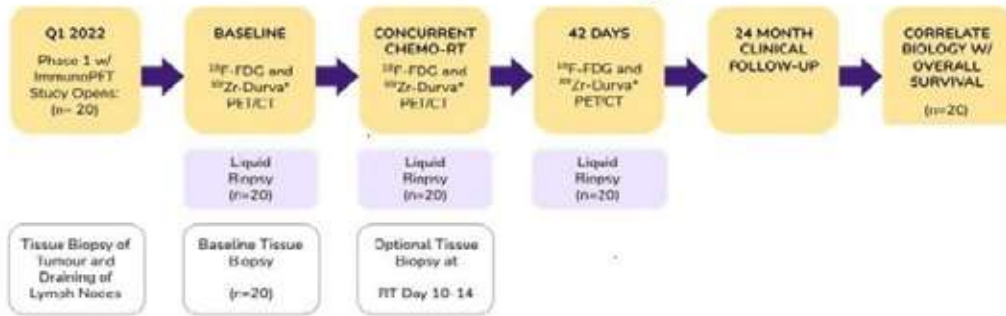 Q1 2022
Phase 1 w/
ImmunoPET
Study Opens:
(n= 20)
BASELINE
¹⁸F-FDG and
⁸⁹Zr-Durva*
PET/CT
CONCURRENT
CHEMO-RT
¹⁸F-FDG and
⁸⁹Zr-Durva*
PET/CT
42 DAYS
¹⁸F-FDG and
⁸⁹Zr-Durva*
PET/CT
24 MONTH
CLINICAL
FOLLOW-UP
CORRELATE
BIOLOGY W/
OVERALL
SURVIVAL
(n=20)
Liquid
Biopsy
(n=20)
Liquid
Biopsy
(n=20)
Liquid
Biopsy
(n=20)
Tissue Biopsy of
Tumour and
Draining of
Lymph Nodes
Baseline Tissue
Biopsy
(n=20)
Optional Tissue
Biopsy at
RT Day 10-14